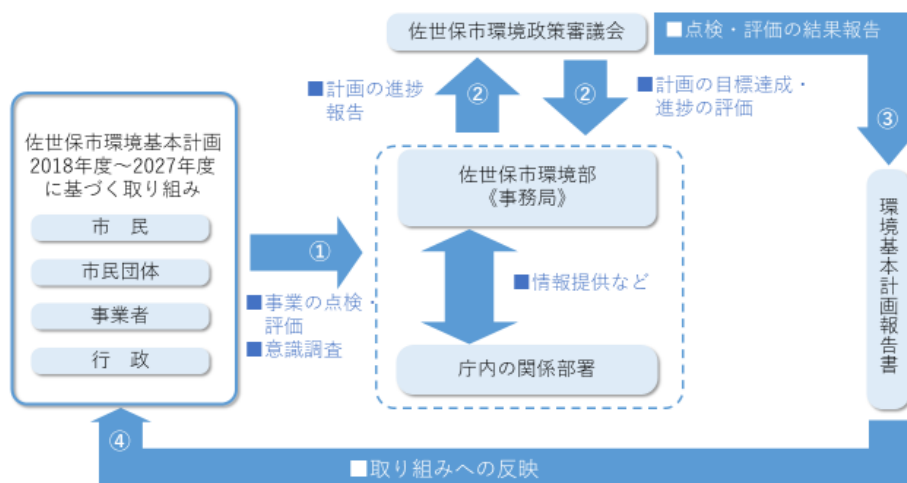 佐世保市環境政策審議会
■点検・評価の結果報告
■計画の進捗
報告
②
②
■計画の目標達成・
進捗の評価
③
佐世保市環境基本計画
2018年度～2027年度
に基づく取り組み
市　民
市民団体
事業者
行　政
①
■事業の点検・
評価
■意識調査
佐世保市環境部
《事務局》
■情報提供など
庁内の関係部署
環境基本計画報告書
④
■取り組みへの反映